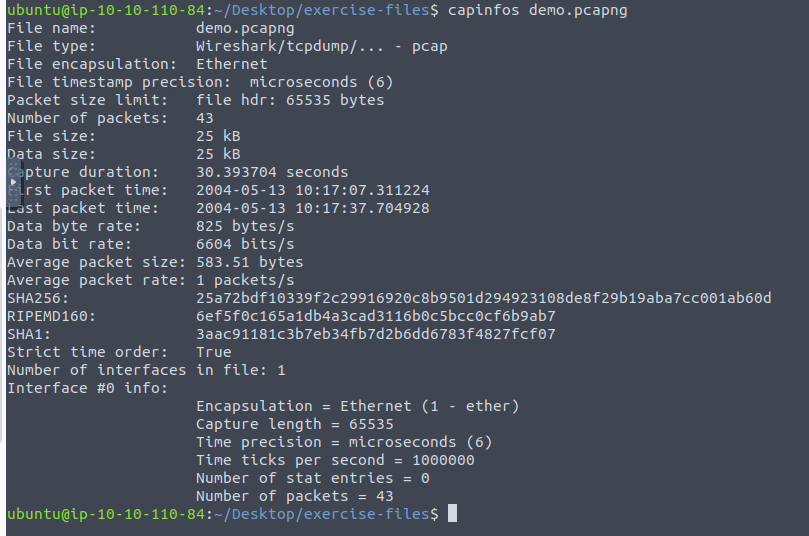 ubuntu@ip-10-10-110-84:~/Desktop/exercise-files$ capinfos demo.pcapng
File name:           demo.pcapng
File type:           Wireshark/tcpdump/... - pcap
File encapsulation:  Ethernet
File timestamp precision:  microseconds (6)
Packet size limit:   file hdr: 65535 bytes
Number of packets:   43
File size:           25 kB
Data size:           25 kB
apture duration:    30.393704 seconds
rst packet time:   2004-05-13 10:17:07.311224
Last packet time:    2004-05-13 10:17:37.704928
Data byte rate:      825 bytes/s
Data bit rate:       6604 bits/s
Average packet size: 583.51 bytes
Average packet rate: 1 packets/s
SHA256:              25a72bdf10339f2c29916920c8b9501d294923108de8f29b19aba7cc001ab60d
RIPEMD160:           6ef5f0c165a1db4a3cad3116b0c5bcc0cf6b9ab7
SHA1:                3aac91181c3b7eb34fb7d2b6dd6783f4827fcf07
Strict time order:   True
Number of interfaces in file: 1
Interface #0 info:
                     Encapsulation = Ethernet (1 - ether)
                     Capture length = 65535
                     Time precision = microseconds (6)
                     Time ticks per second = 1000000
                     Number of stat entries = 0
                     Number of packets = 43
ubuntu@ip-10-10-110-84:~/Desktop/exercise-files$